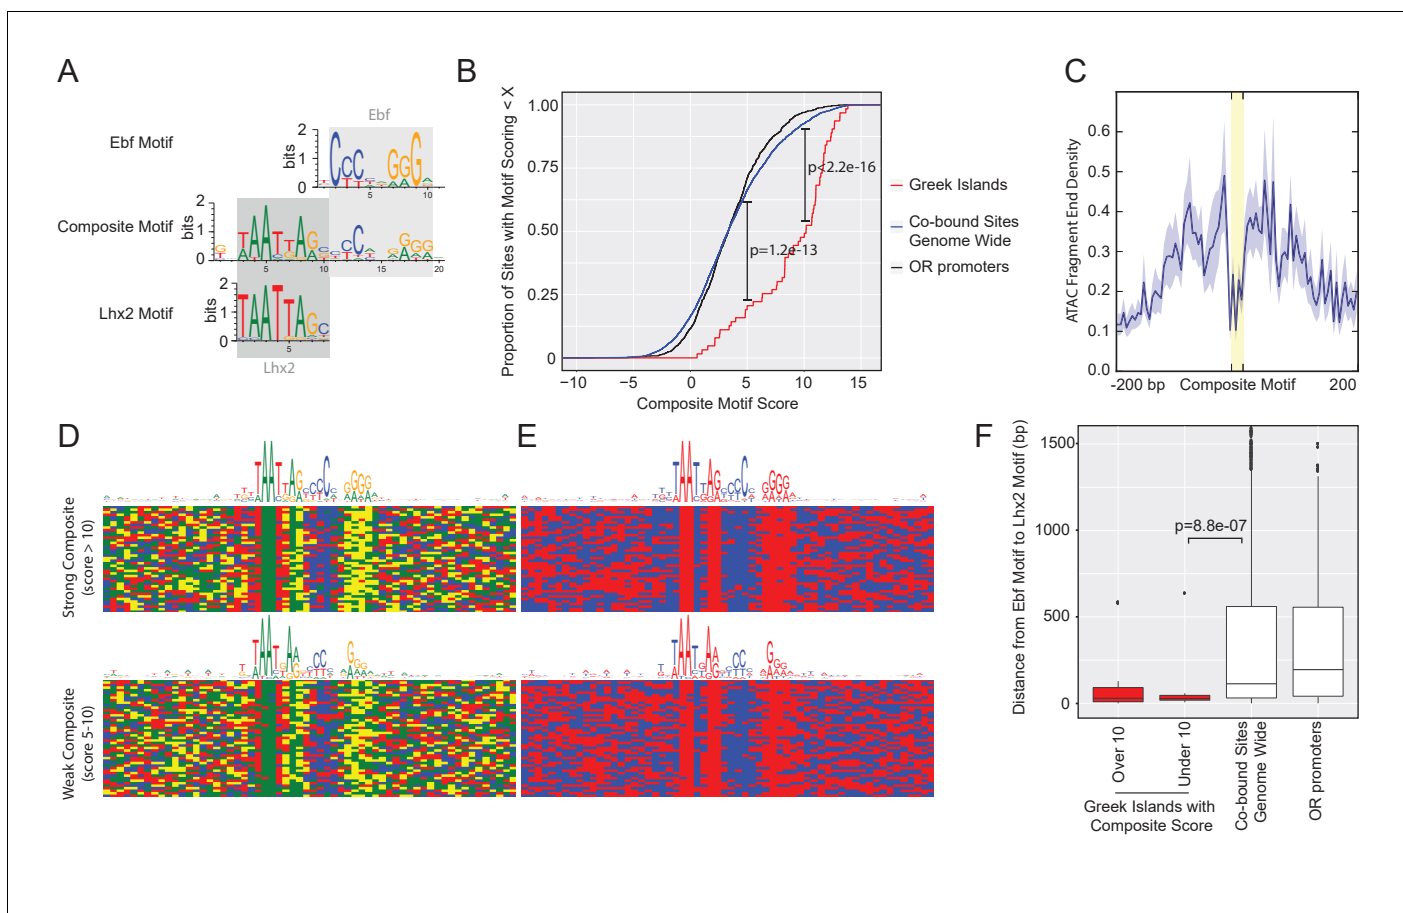 A
Ebf
Ebf Motif
bits
2
1
0
5
10
Composite Motif
bits
2
1
0
5
10
15
20
Lhx2 Motif
bits
2
1
0
5
Lhx2
B
Proportion of Sites with Motif Scoring < X
1.00
0.75
0.50
0.25
0
p<2.2e-16
p=1.2e-13
−10
−5
0
5
10
15
Composite Motif Score
Greek Islands
Co-bound Sites
Genome Wide
OR promoters
C
ATAC Fragment End Density
0.6
0.5
0.4
0.3
0.2
0.1
0.0
-200 bp
Composite Motif
200
D
Strong Composite
(score > 10)
Weak Composite
(score 5-10)
E
F
Distance from Ebf Motif to Lhx2 Motif (bp)
1500
1000
500
0
p=8.8e-07
Over 10
Under 10
Greek Islands with
Composite Score
Co-bound Sites
Genome Wide
OR promoters